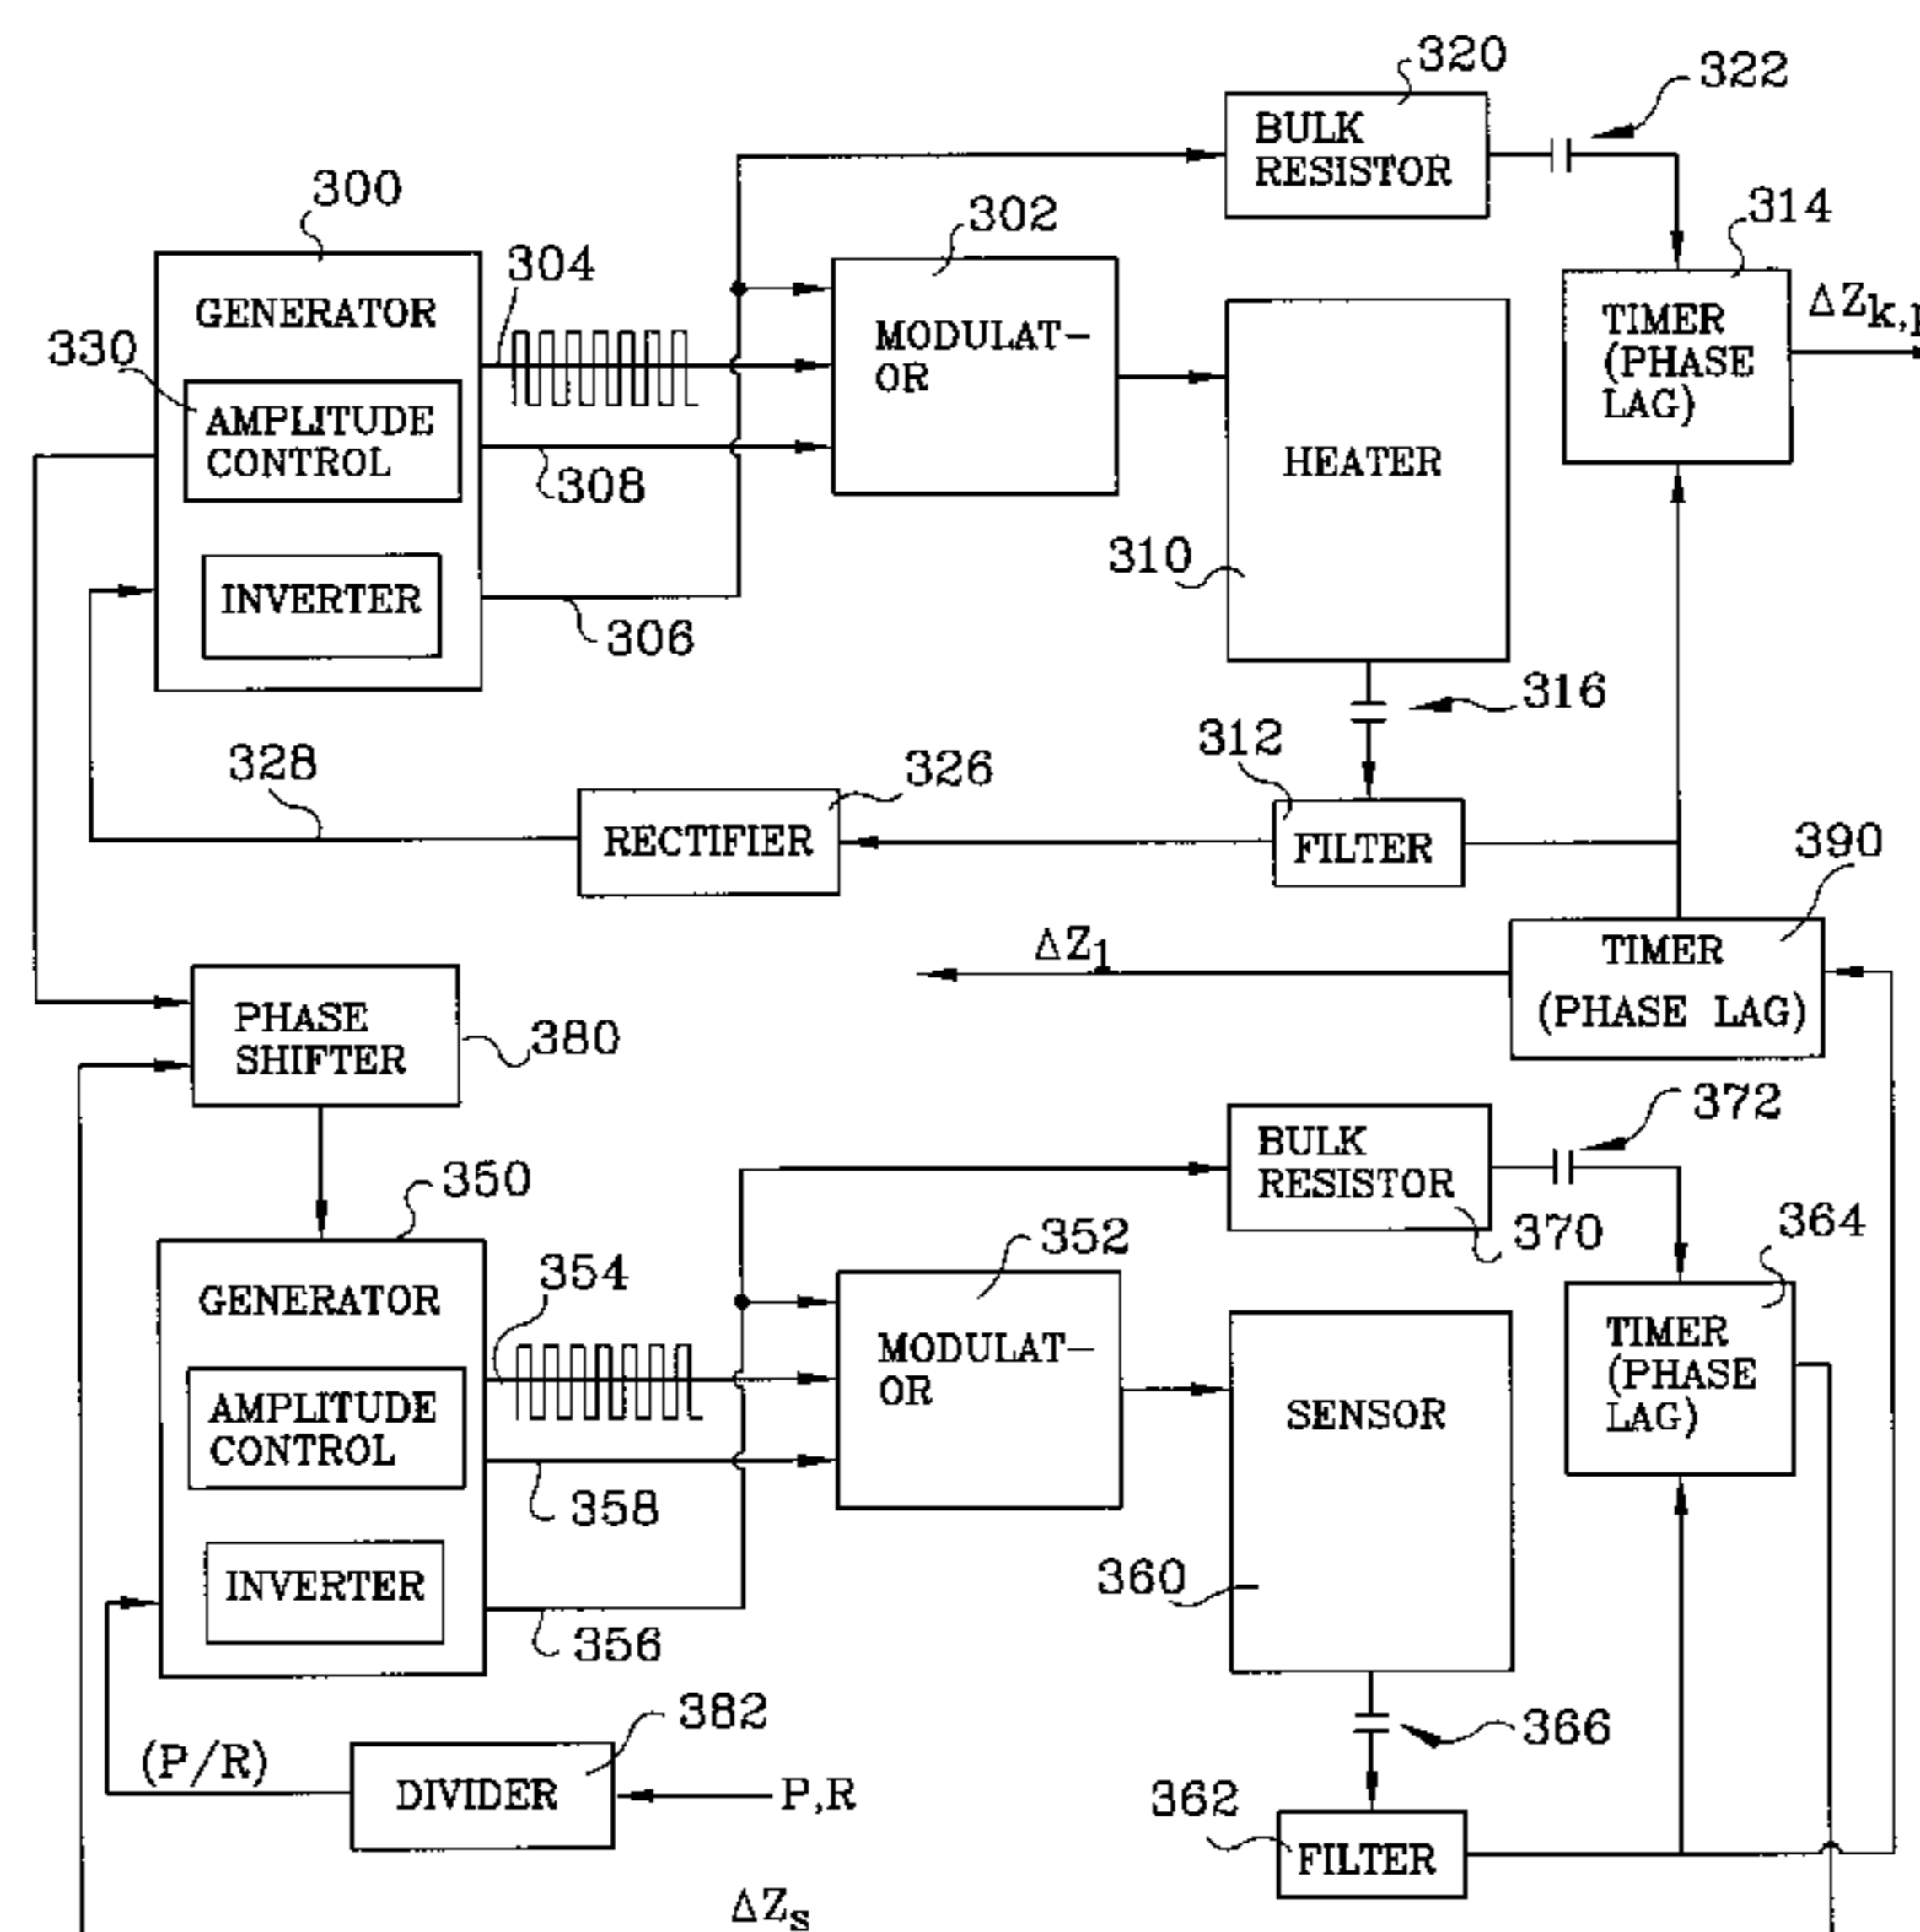 320
322
BULK
RESISTOR
300
302
314
304
GENERATOR
330
MODULAT-
OR
TIMER
(PHASE
LAG)
ΔZk,
AMPLITUDE
CONTROL
308
HEATER
310
INVERTER
306
316
312
328
326
RECTIFIER
FILTER
390
ΔZ1
TIMER
(PHASE LAG)
PHASE
SHIFTER
380
372
BULK
RESISTOR
350
370
364
352
354
GENERATOR
MODULAT-
OR
TIMER
(PHASE
LAG)
AMPLITUDE
CONTROL
SENSOR
358
360
INVERTER
356
382
366
(P/R)
DIVIDER
P,R
362
FILTER
ΔZs